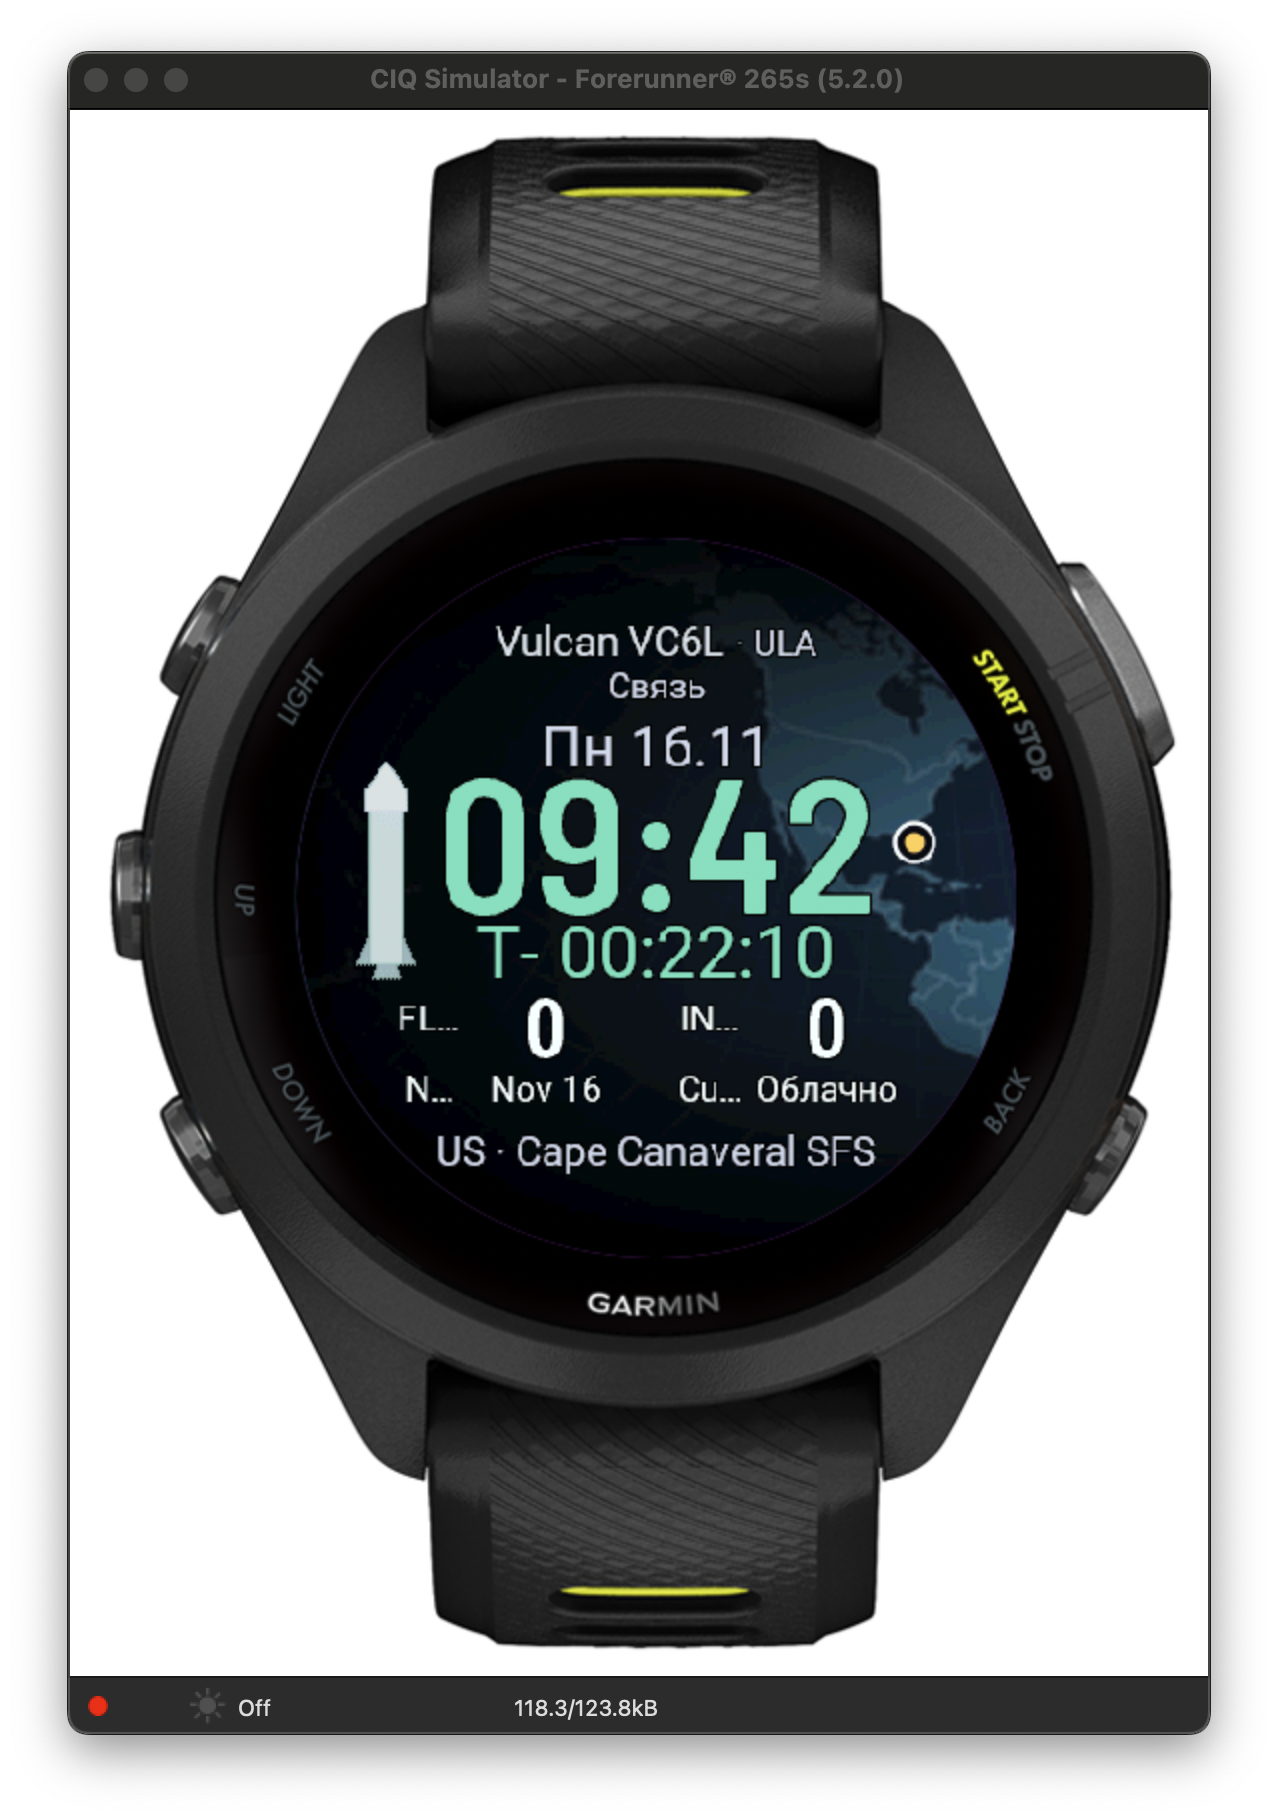 CIQ Simulator - Forerunner® 265s (5.2.0)
Vulcan VC6L · ULA
Связь
Пн 16.11
09:42
T- 00:22:10
FL... 0 IN... 0
N... Nov 16 Cu... Облачно
US · Cape Canaveral SFS
LIGHT
UP
DOWN
START STOP
BACK
GARMIN
Off
118.3/123.8kB